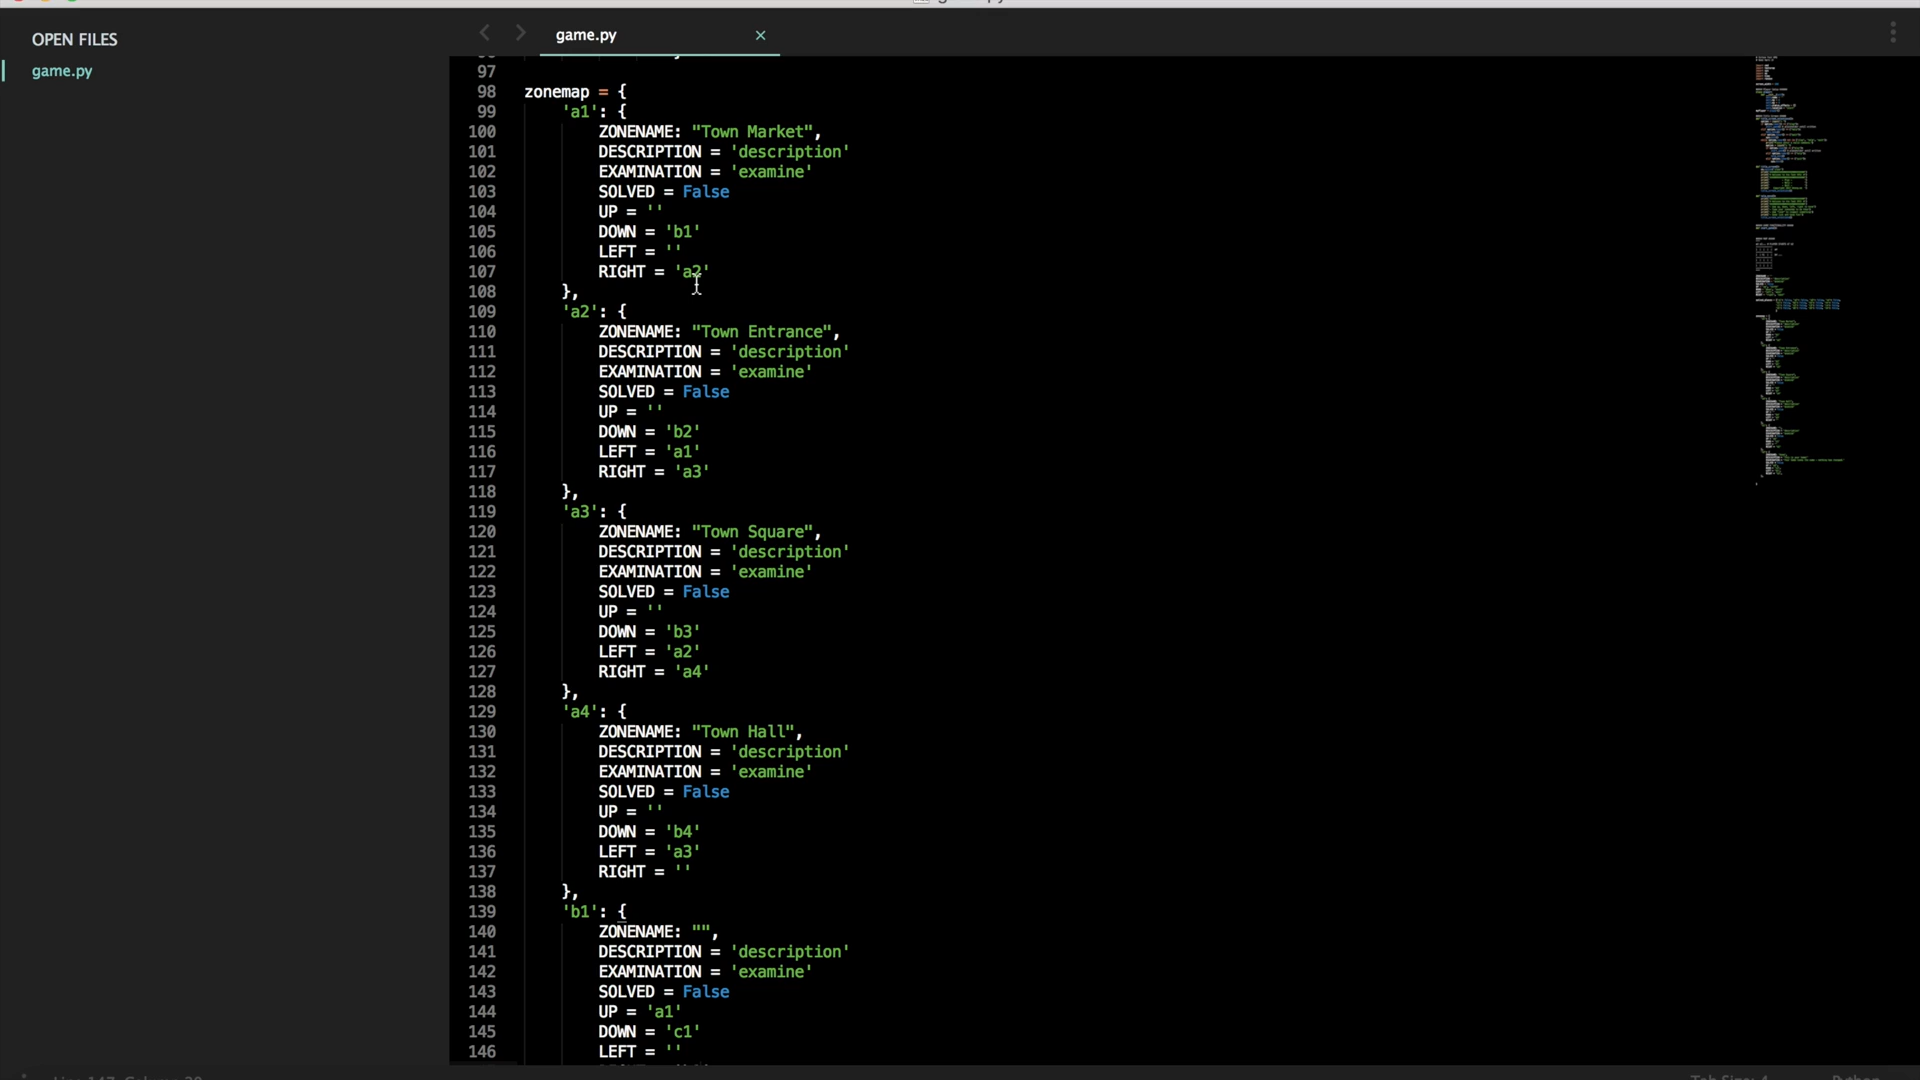 OPEN FILES
game.py
game.py ×
97
98 zonemap = {
99 'a1': {
100 ZONENAME: "Town Market",
101 DESCRIPTION = 'description'
102 EXAMINATION = 'examine'
103 SOLVED = False
104 UP = ''
105 DOWN = 'b1'
106 LEFT = ''
107 RIGHT = 'a2'
108 },
109 'a2': {
110 ZONENAME: "Town Entrance",
111 DESCRIPTION = 'description'
112 EXAMINATION = 'examine'
113 SOLVED = False
114 UP = ''
115 DOWN = 'b2'
116 LEFT = 'a1'
117 RIGHT = 'a3'
118 },
119 'a3': {
120 ZONENAME: "Town Square",
121 DESCRIPTION = 'description'
122 EXAMINATION = 'examine'
123 SOLVED = False
124 UP = ''
125 DOWN = 'b3'
126 LEFT = 'a2'
127 RIGHT = 'a4'
128 },
129 'a4': {
130 ZONENAME: "Town Hall",
131 DESCRIPTION = 'description'
132 EXAMINATION = 'examine'
133 SOLVED = False
134 UP = ''
135 DOWN = 'b4'
136 LEFT = 'a3'
137 RIGHT = ''
138 },
139 'b1': {
140 ZONENAME: "",
141 DESCRIPTION = 'description'
142 EXAMINATION = 'examine'
143 SOLVED = False
144 UP = 'a1'
145 DOWN = 'c1'
146 LEFT = ''